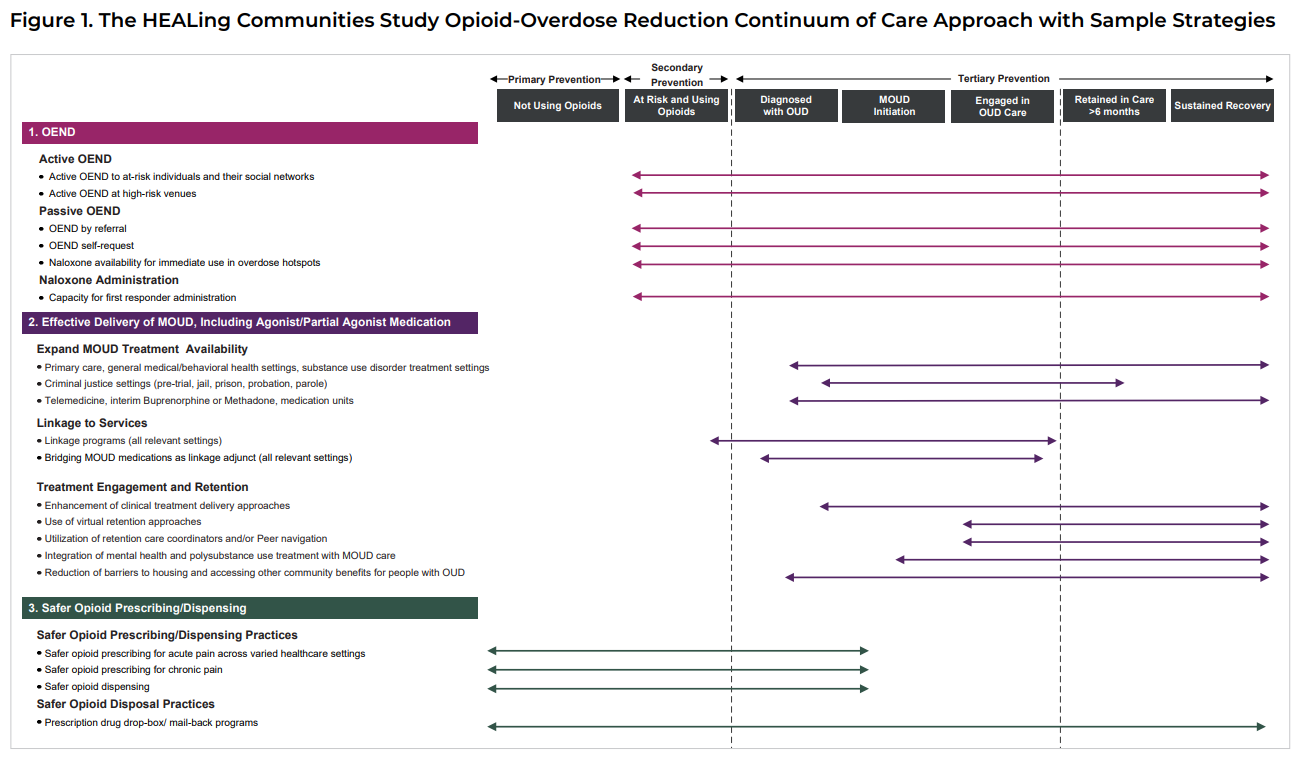 Figure 1. The HEALing Communities Study Opioid-Overdose Reduction Continuum of Care Approach with Sample Strategies
Primary Prevention
Secondary
Prevention
Tertiary Prevention
Not Using Opioids
At Risk and Using
Opioids
Diagnosed
with OUD
MOUD
Initiation
Engaged in
OUD Care
Retained in Care
>6 months
Sustained Recovery
1. OEND
Active OEND
• Active OEND to at-risk individuals and their social networks
• Active OEND at high-risk venues
Passive OEND
• OEND by referral
• OEND self-request
• Naloxone availability for immediate use in overdose hotspots
Naloxone Administration
• Capacity for first responder administration
2. Effective Delivery of MOUD, Including Agonist/Partial Agonist Medication
Expand MOUD Treatment Availability
• Primary care, general medical/behavioral health settings, substance use disorder treatment settings
• Criminal justice settings (pre-trial, jail, prison, probation, parole)
• Telemedicine, interim Buprenorphine or Methadone, medication units
Linkage to Services
• Linkage programs (all relevant settings)
• Bridging MOUD medications as linkage adjunct (all relevant settings)
Treatment Engagement and Retention
• Enhancement of clinical treatment delivery approaches
• Use of virtual retention approaches
• Utilization of retention care coordinators and/or Peer navigation
• Integration of mental health and polysubstance use treatment with MOUD care
• Reduction of barriers to housing and accessing other community benefits for people with OUD
3. Safer Opioid Prescribing/Dispensing
Safer Opioid Prescribing/Dispensing Practices
• Safer opioid prescribing for acute pain across varied healthcare settings
• Safer opioid prescribing for chronic pain
• Safer opioid dispensing
Safer Opioid Disposal Practices
• Prescription drug drop-box/ mail-back programs